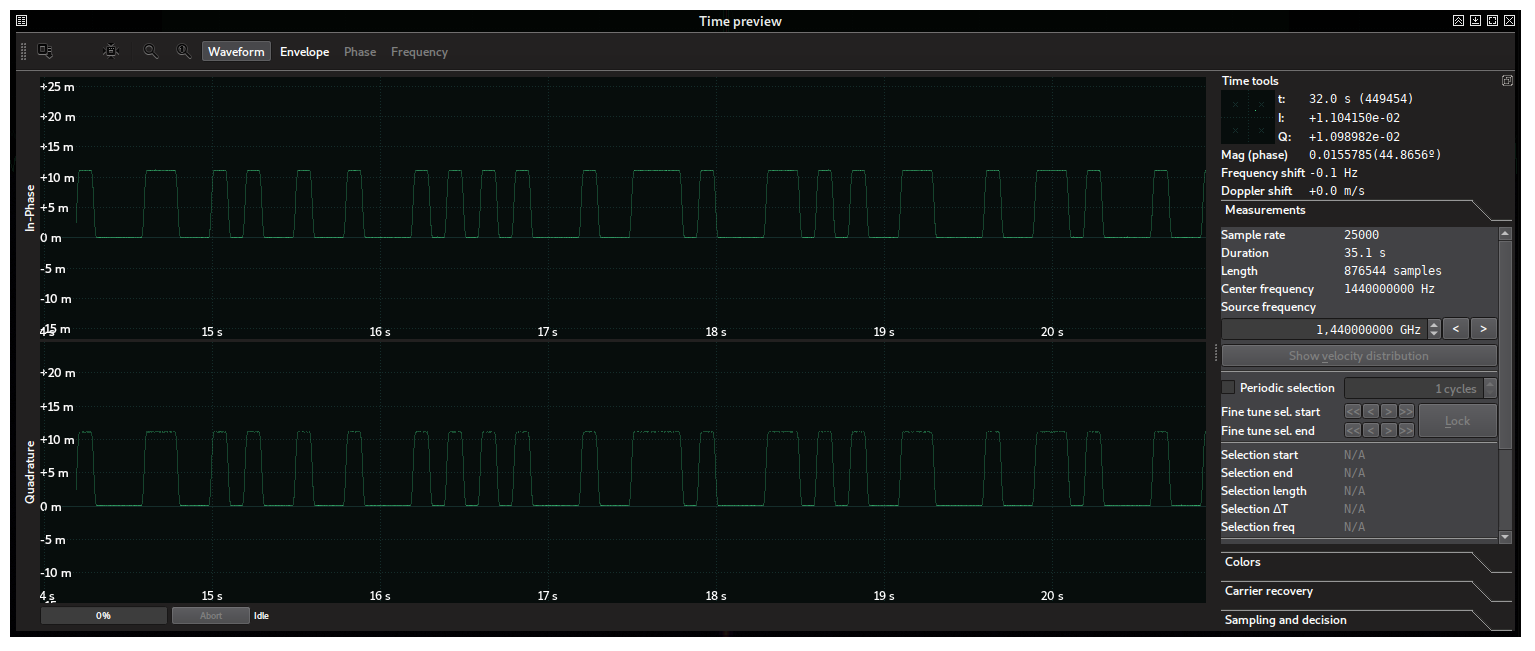 Time preview
Waveform Envelope Phase Frequency
+25 m
+20 m
+15 m
+10 m
+5 m
0 m
-5 m
-10 m
-15 m
In-Phase
4 s 15 s 16 s 17 s 18 s 19 s 20 s
+20 m
+15 m
+10 m
+5 m
0 m
-5 m
-10 m
Quadrature
4 s 15 s 16 s 17 s 18 s 19 s 20 s
0% Abort Idle
Time tools
t: 32.0 s (449454)
I: +1.104150e-02
Q: +1.098982e-02
Mag (phase) 0.0155785(44.8656º)
Frequency shift -0.1 Hz
Doppler shift +0.0 m/s
Measurements
Sample rate 25000
Duration 35.1 s
Length 876544 samples
Center frequency 1440000000 Hz
Source frequency
1,440000000 GHz < >
Show velocity distribution
Periodic selection 1 cycles
Fine tune sel. start << < > >> Lock
Fine tune sel. end << < > >>
Selection start N/A
Selection end N/A
Selection length N/A
Selection ΔT N/A
Selection freq N/A
Colors
Carrier recovery
Sampling and decision